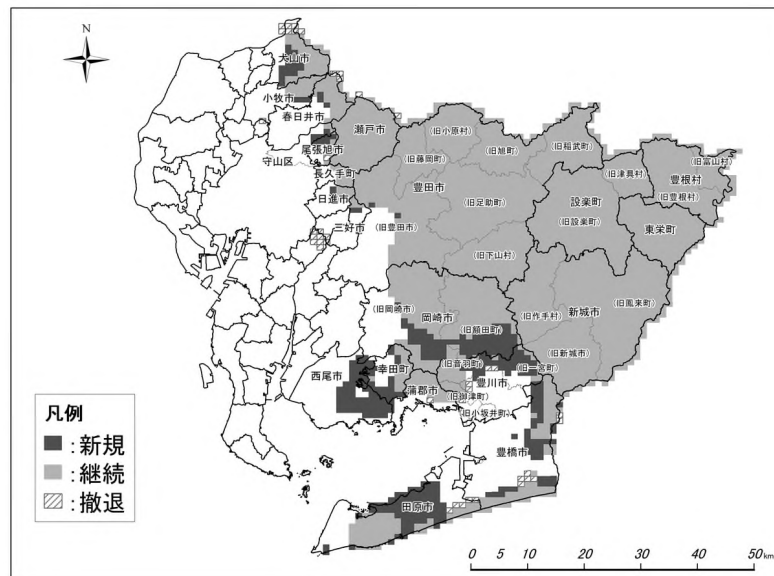 N
犬山市
小牧市
春日井市
瀬戸市
尾張旭市
守山区
長久手町
日進市
三好市
(旧小原村)
(旧藤岡町)
(旧旭町)
(旧稲武町)
豊田市
(旧足助町)
(旧豊田市)
(旧下山村)
(旧富山村)
(旧津具村)
豊根村
(旧豊根村)
設楽町
(旧設楽町)
東栄町
(旧鳳来町)
新城市
(旧作手村)
(旧新城市)
(旧岡崎市)
岡崎市
(旧額田町)
西尾市
幸田町
(旧音羽町)
(旧一宮町)
豊川市
蒲郡市
(旧御津町)
(旧小坂井町)
豊橋市
田原市
凡例
:新規
:継続
:撤退
0 5 10 20 30 40 50 km